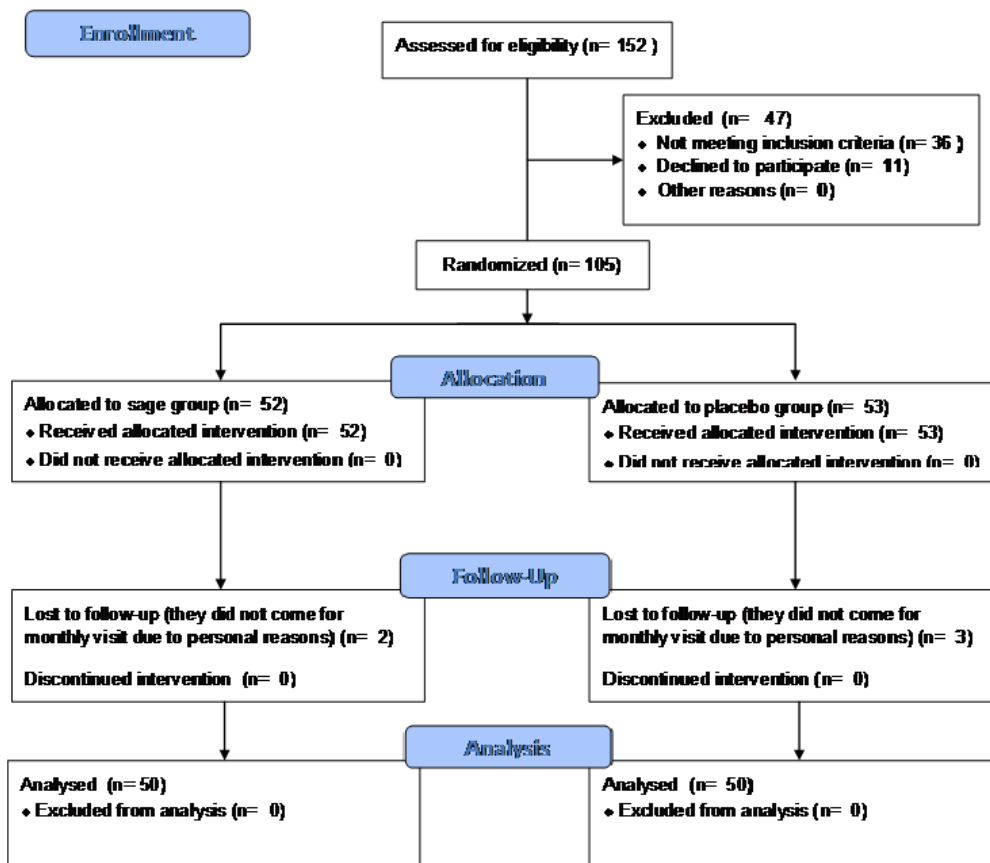 Enrollment
Assessed for eligibility (n= 152 )
Excluded (n= 47)
♦ Not meeting inclusion criteria (n= 36 )
♦ Declined to participate (n= 11)
♦ Other reasons (n= 0)
Randomized (n= 105)
Allocation
Allocated to sage group (n= 52)
♦ Received allocated intervention (n= 52)
♦ Did not receive allocated intervention (n= 0)
Allocated to placebo group (n= 53)
♦ Received allocated intervention (n= 53)
♦ Did not receive allocated intervention (n= 0)
Follow-Up
Lost to follow-up (they did not come for
monthly visit due to personal reasons) (n= 2)
Discontinued intervention (n= 0)
Lost to follow-up (they did not come for
monthly visit due to personal reasons) (n= 3)
Discontinued intervention (n= 0)
Analysis
Analysed (n= 50)
♦ Excluded from analysis (n= 0)
Analysed (n= 50)
♦ Excluded from analysis (n= 0)